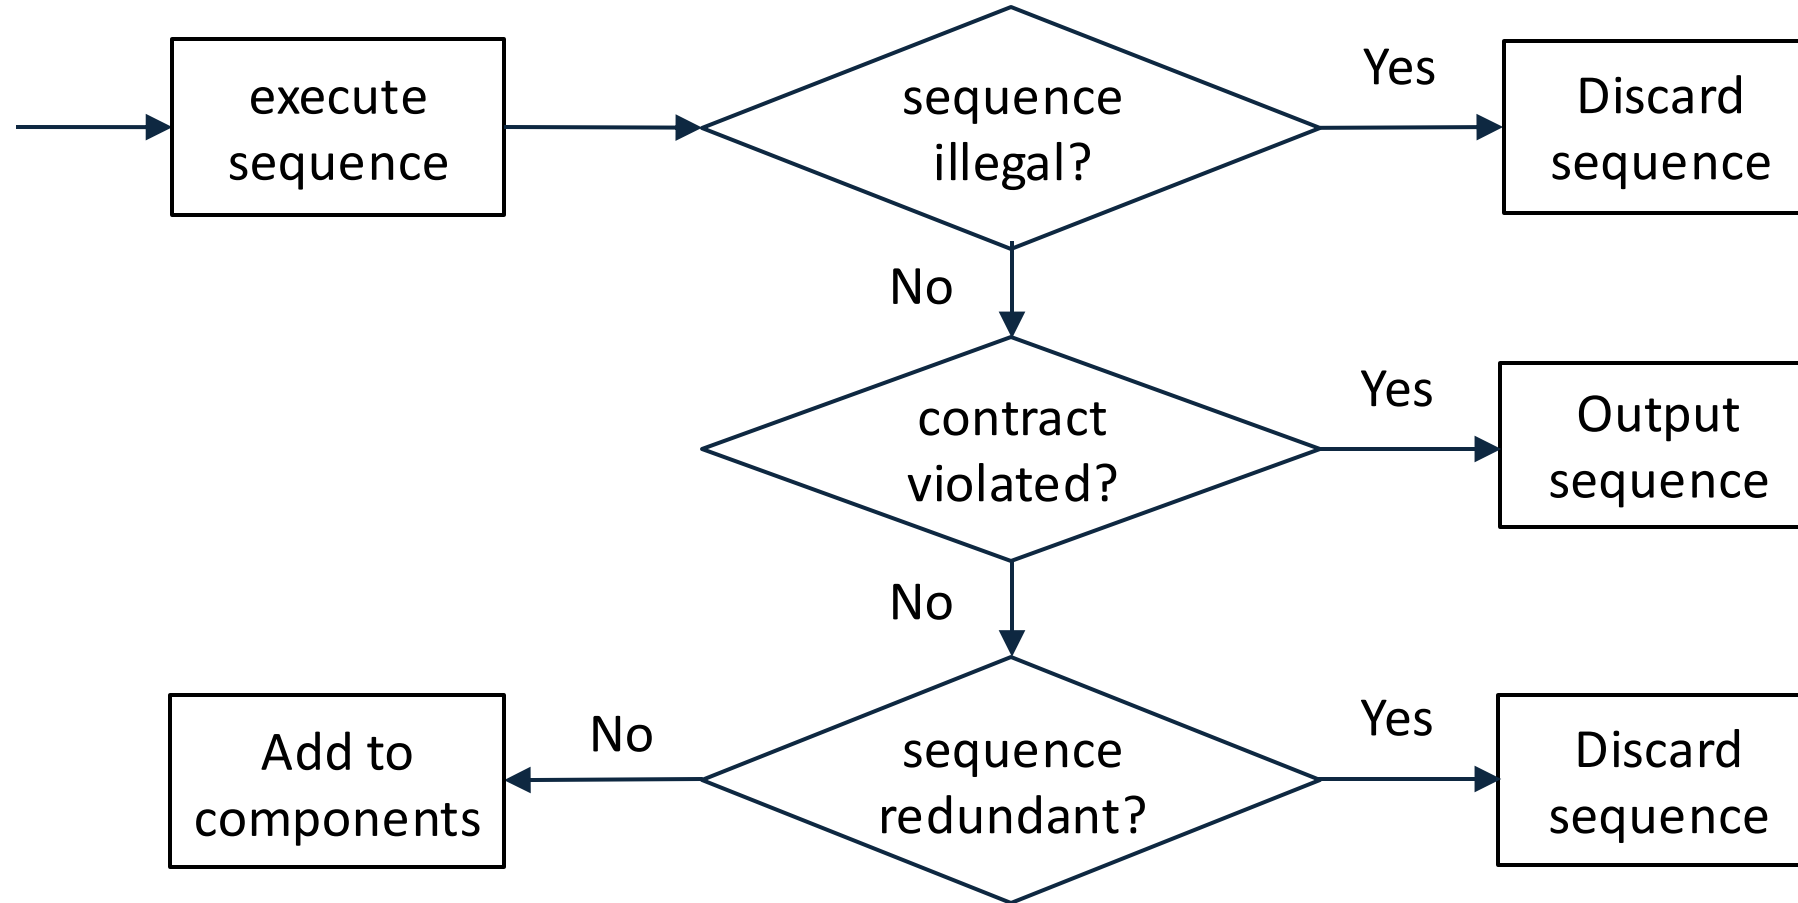 execute
sequence
sequence
illegal?
Yes
Discard
sequence
No
contract
violated?
Yes
Output
sequence
No
Add to
components
No
sequence
redundant?
Yes
Discard
sequence